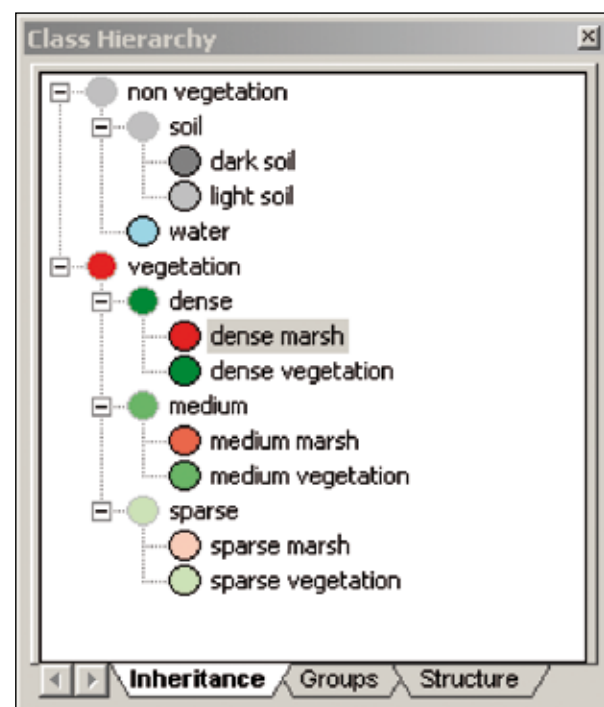 Class Hierarchy
non vegetation
soil
dark soil
light soil
water
vegetation
dense
dense marsh
dense vegetation
medium
medium marsh
medium vegetation
sparse
sparse marsh
sparse vegetation
Inheritance Groups Structure